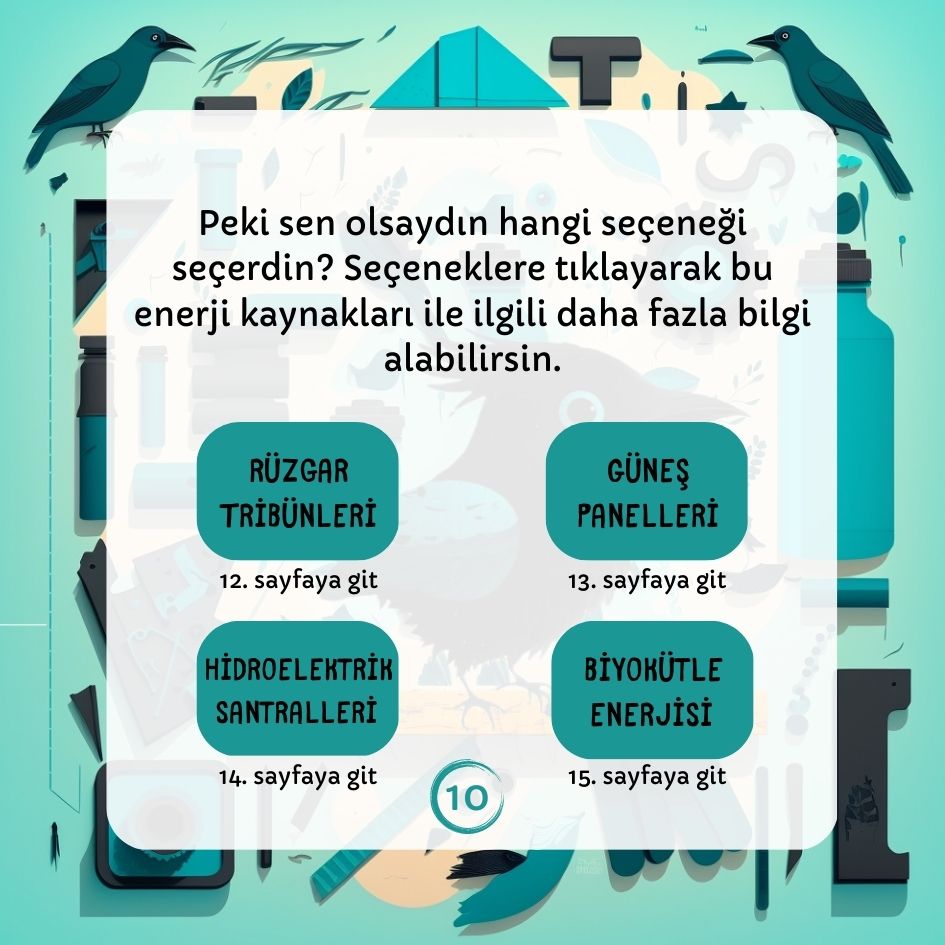 Peki sen olsaydın hangi seçeneği
seçerdin? Seçeneklere tıklayarak bu
enerji kaynakları ile ilgili daha fazla bilgi
alabilirsin.
RÜZGAR
TRİBÜNLERİ
12. sayfaya git
GÜNEŞ
PANELLERİ
13. sayfaya git
HİDROELEKTRİK
SANTRALLERİ
14. sayfaya git
BİYOKÜTLE
ENERJİSİ
15. sayfaya git
10